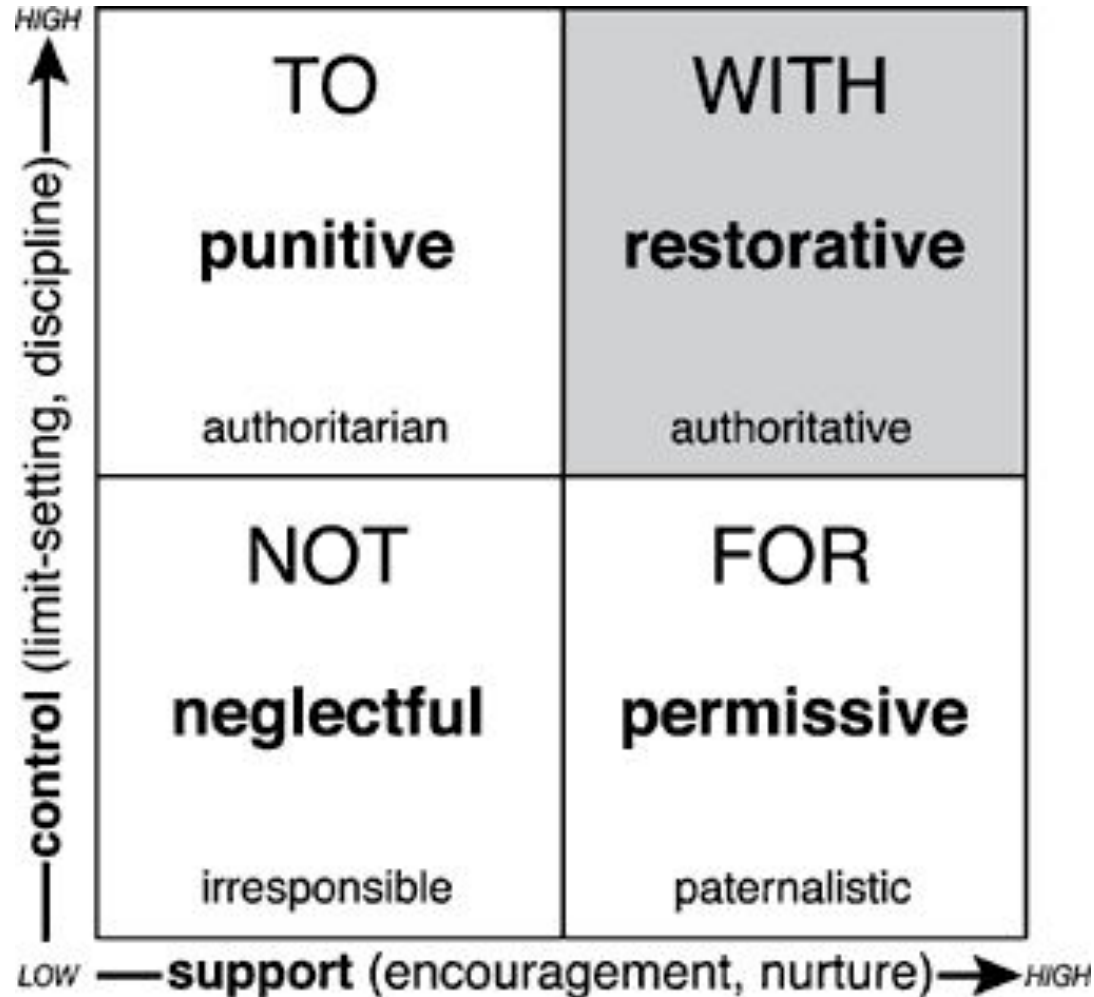 HIGH
TO
WITH
punitive
restorative
authoritarian
authoritative
NOT
FOR
neglectful
permissive
irresponsible
paternalistic
control (limit-setting, discipline)
LOW
support (encouragement, nurture)
HIGH